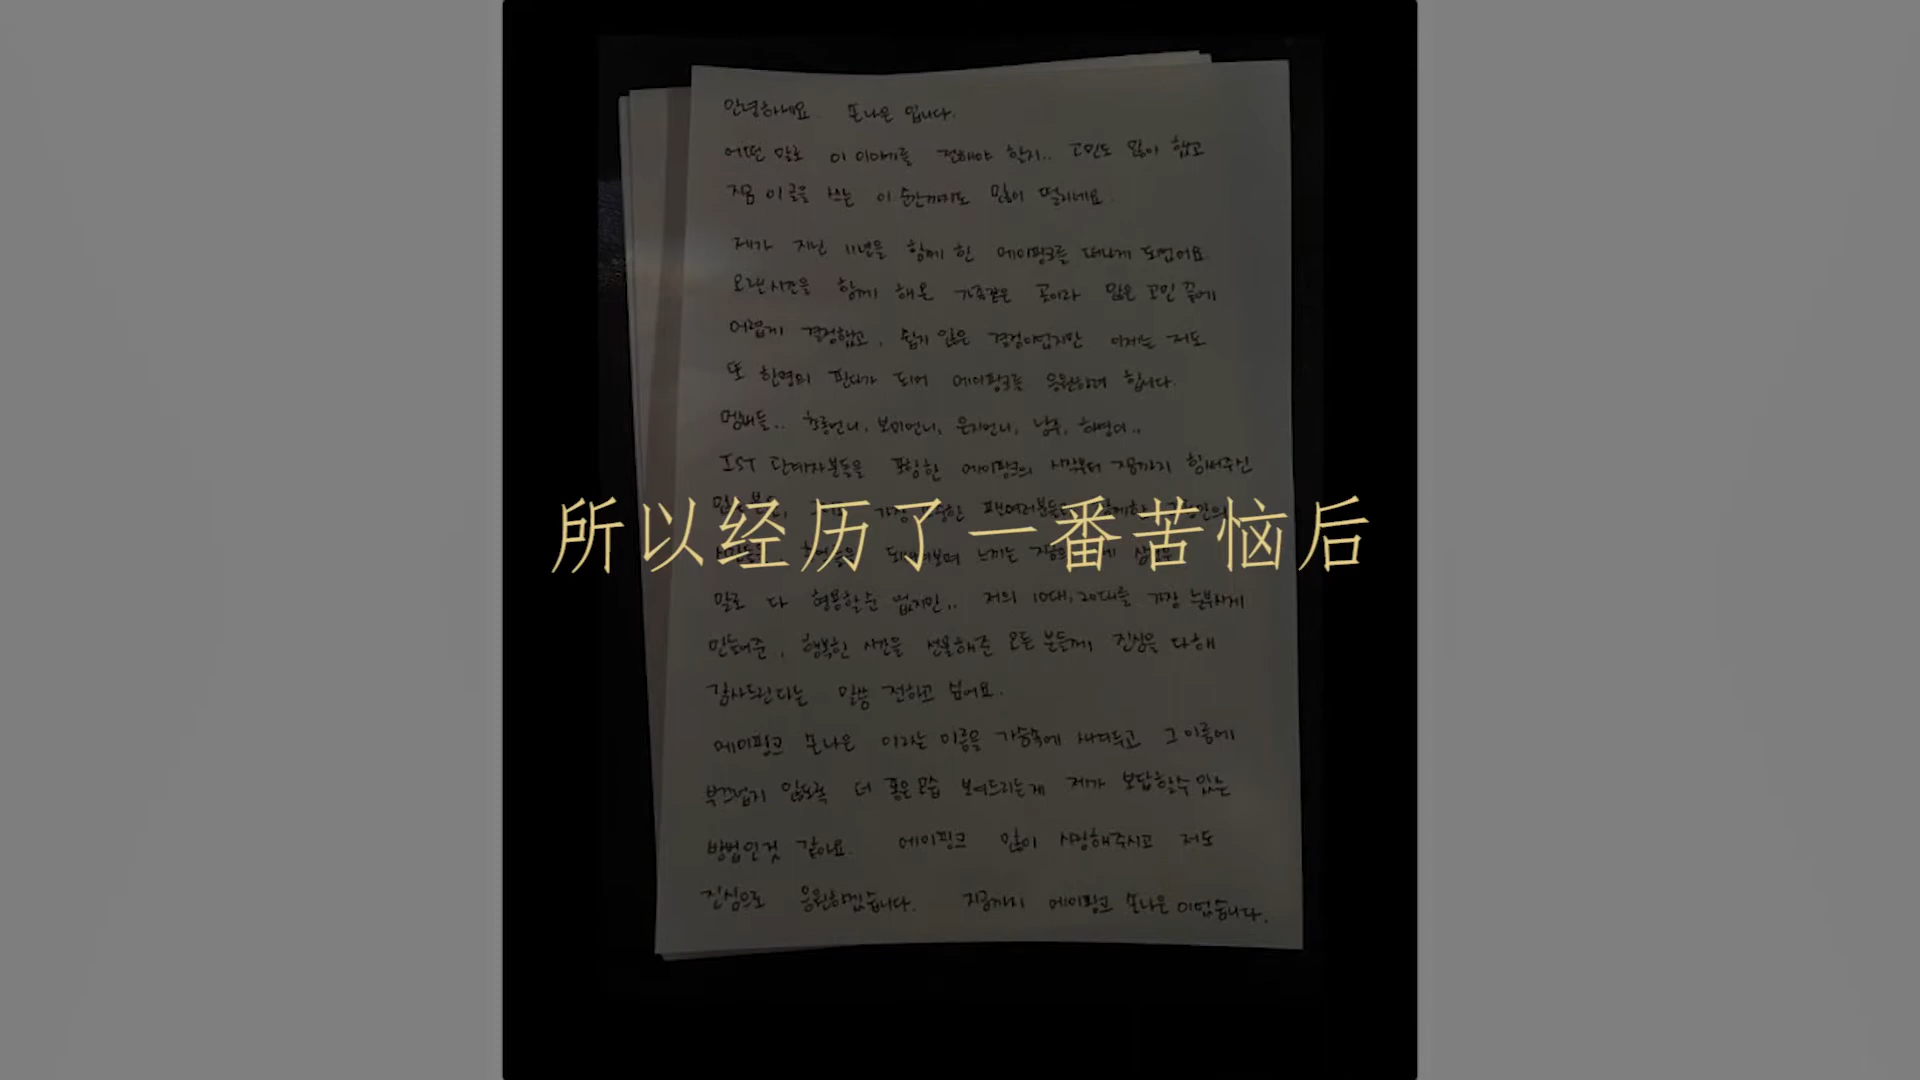 안녕하세요. 손나은 입니다.
어떤 말로 이 이야기를 전해야 할지.. 고민도 많이 했고
지금 이 글을 쓰는 이 순간까지도 많이 떨리네요.
제가 지난 11년을 함께 한 에이핑크를 떠나게 되었어요.
오랜시간을 함께 해온 가족같은 곳이라 많은 고민 끝에
어렵게 결정했고, 쉽지 않은 결정이었지만 이제는 저도
또 한명의 판다가 되어 에이핑크를 응원하려 합니다.
멤버들.. 초롱언니, 보미언니, 은지언니, 남주, 하영이..
IST 관계자분들을 포함한 에이핑크의 시작부터 지금까지 힘써주신
所以经历了一番苦恼后
느끼는
말로 다 형용할순 없지만.. 저의 10대, 20대를 가장 눈부시게
만들어준, 행복한 시간을 선물해준 모든 분들께 진심을 다해
감사드린다는 말씀 전하고 싶어요.
에이핑크 손나은 이라는 이름을 가슴속에 새겨두고 그 이름에
부끄럽지 않도록 더 좋은모습 보여드리는게 제가 보답할수 있는
방법인것 같아요. 에이핑크 많이 사랑해주시고 저도
진심으로 응원하겠습니다. 지금까지 에이핑크 손나은 이었습니다.